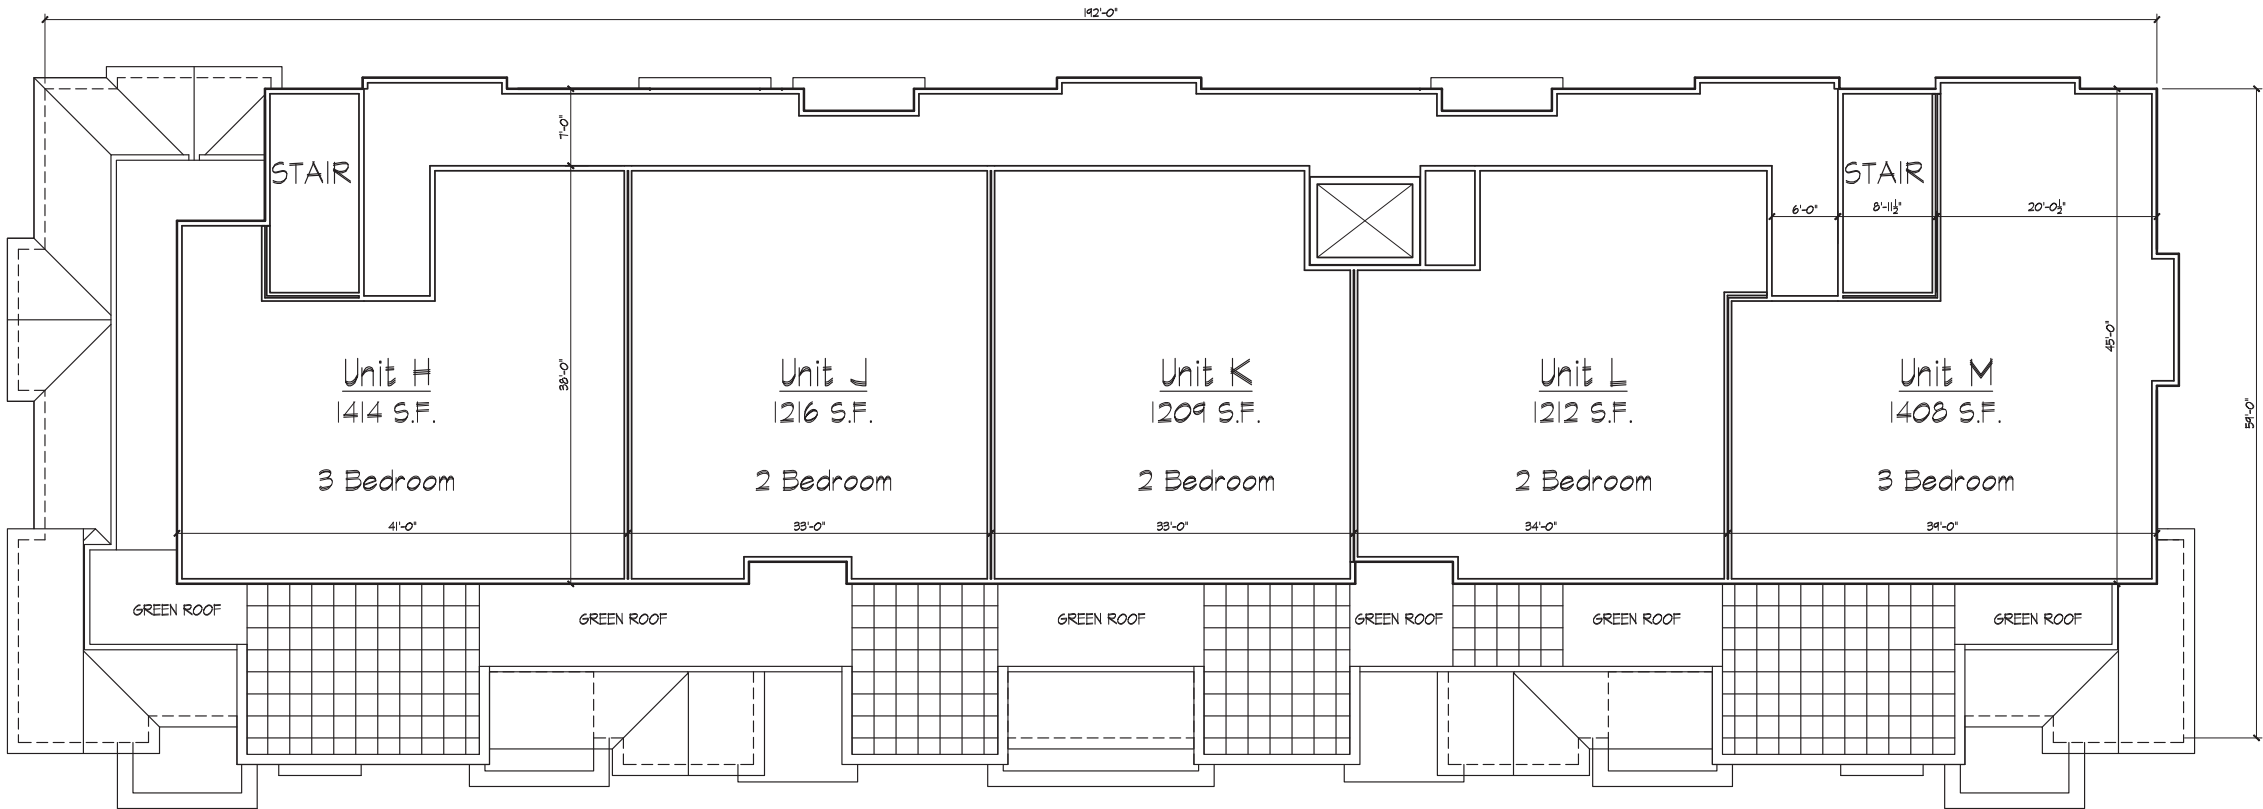 192'-0"
7'-0"
STAIR
STAIR
6'-0"
8'-11½"
20'-0½"
38'-0"
45'-0"
59'-0"
Unit H
1414 S.F.
3 Bedroom
Unit J
1216 S.F.
2 Bedroom
Unit K
1209 S.F.
2 Bedroom
Unit L
1212 S.F.
2 Bedroom
Unit M
1408 S.F.
3 Bedroom
41'-0"
33'-0"
33'-0"
34'-0"
39'-0"
GREEN ROOF
GREEN ROOF
GREEN ROOF
GREEN ROOF
GREEN ROOF
GREEN ROOF